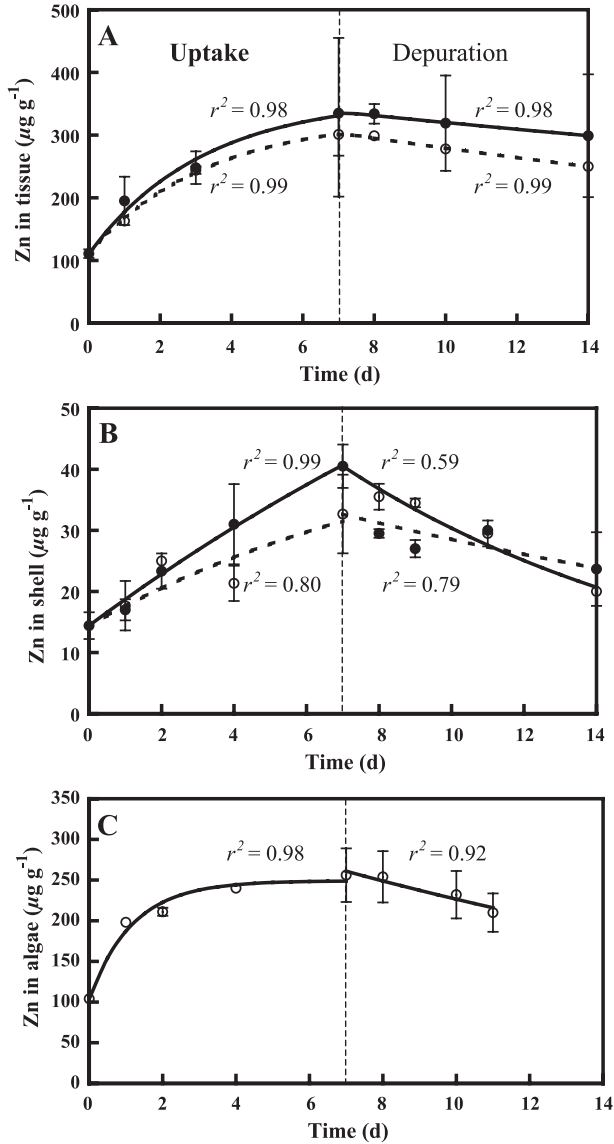 A
Uptake
Depuration
Zn in tissue (µg g⁻¹)
500
400
300
200
100
0
r² = 0.98
r² = 0.98
r² = 0.99
r² = 0.99
0 2 4 6 8 10 12 14
Time (d)
B
Zn in shell (µg g⁻¹)
50
40
30
20
10
0
r² = 0.99
r² = 0.59
r² = 0.80
r² = 0.79
0 2 4 6 8 10 12 14
Time (d)
C
Zn in algae (µg g⁻¹)
350
300
250
200
150
100
50
0
r² = 0.98
r² = 0.92
0 2 4 6 8 10 12 14
Time (d)